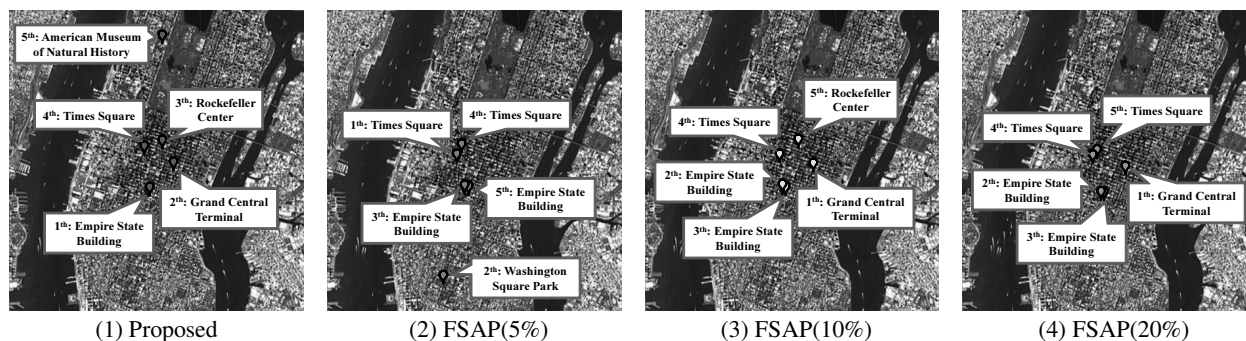 5th: American Museum
of Natural History
3th: Rockefeller
Center
4th: Times Square
2th: Grand Central
Terminal
1th: Empire State
Building
(1) Proposed
1th: Times Square
4th: Times Square
5th: Empire State
Building
3th: Empire State
Building
2th: Washington
Square Park
(2) FSAP(5%)
5th: Rockefeller
Center
4th: Times Square
2th: Empire State
Building
1th: Grand Central
Terminal
3th: Empire State
Building
(3) FSAP(10%)
5th: Times Square
4th: Times Square
2th: Empire State
Building
1th: Grand Central
Terminal
3th: Empire State
Building
(4) FSAP(20%)